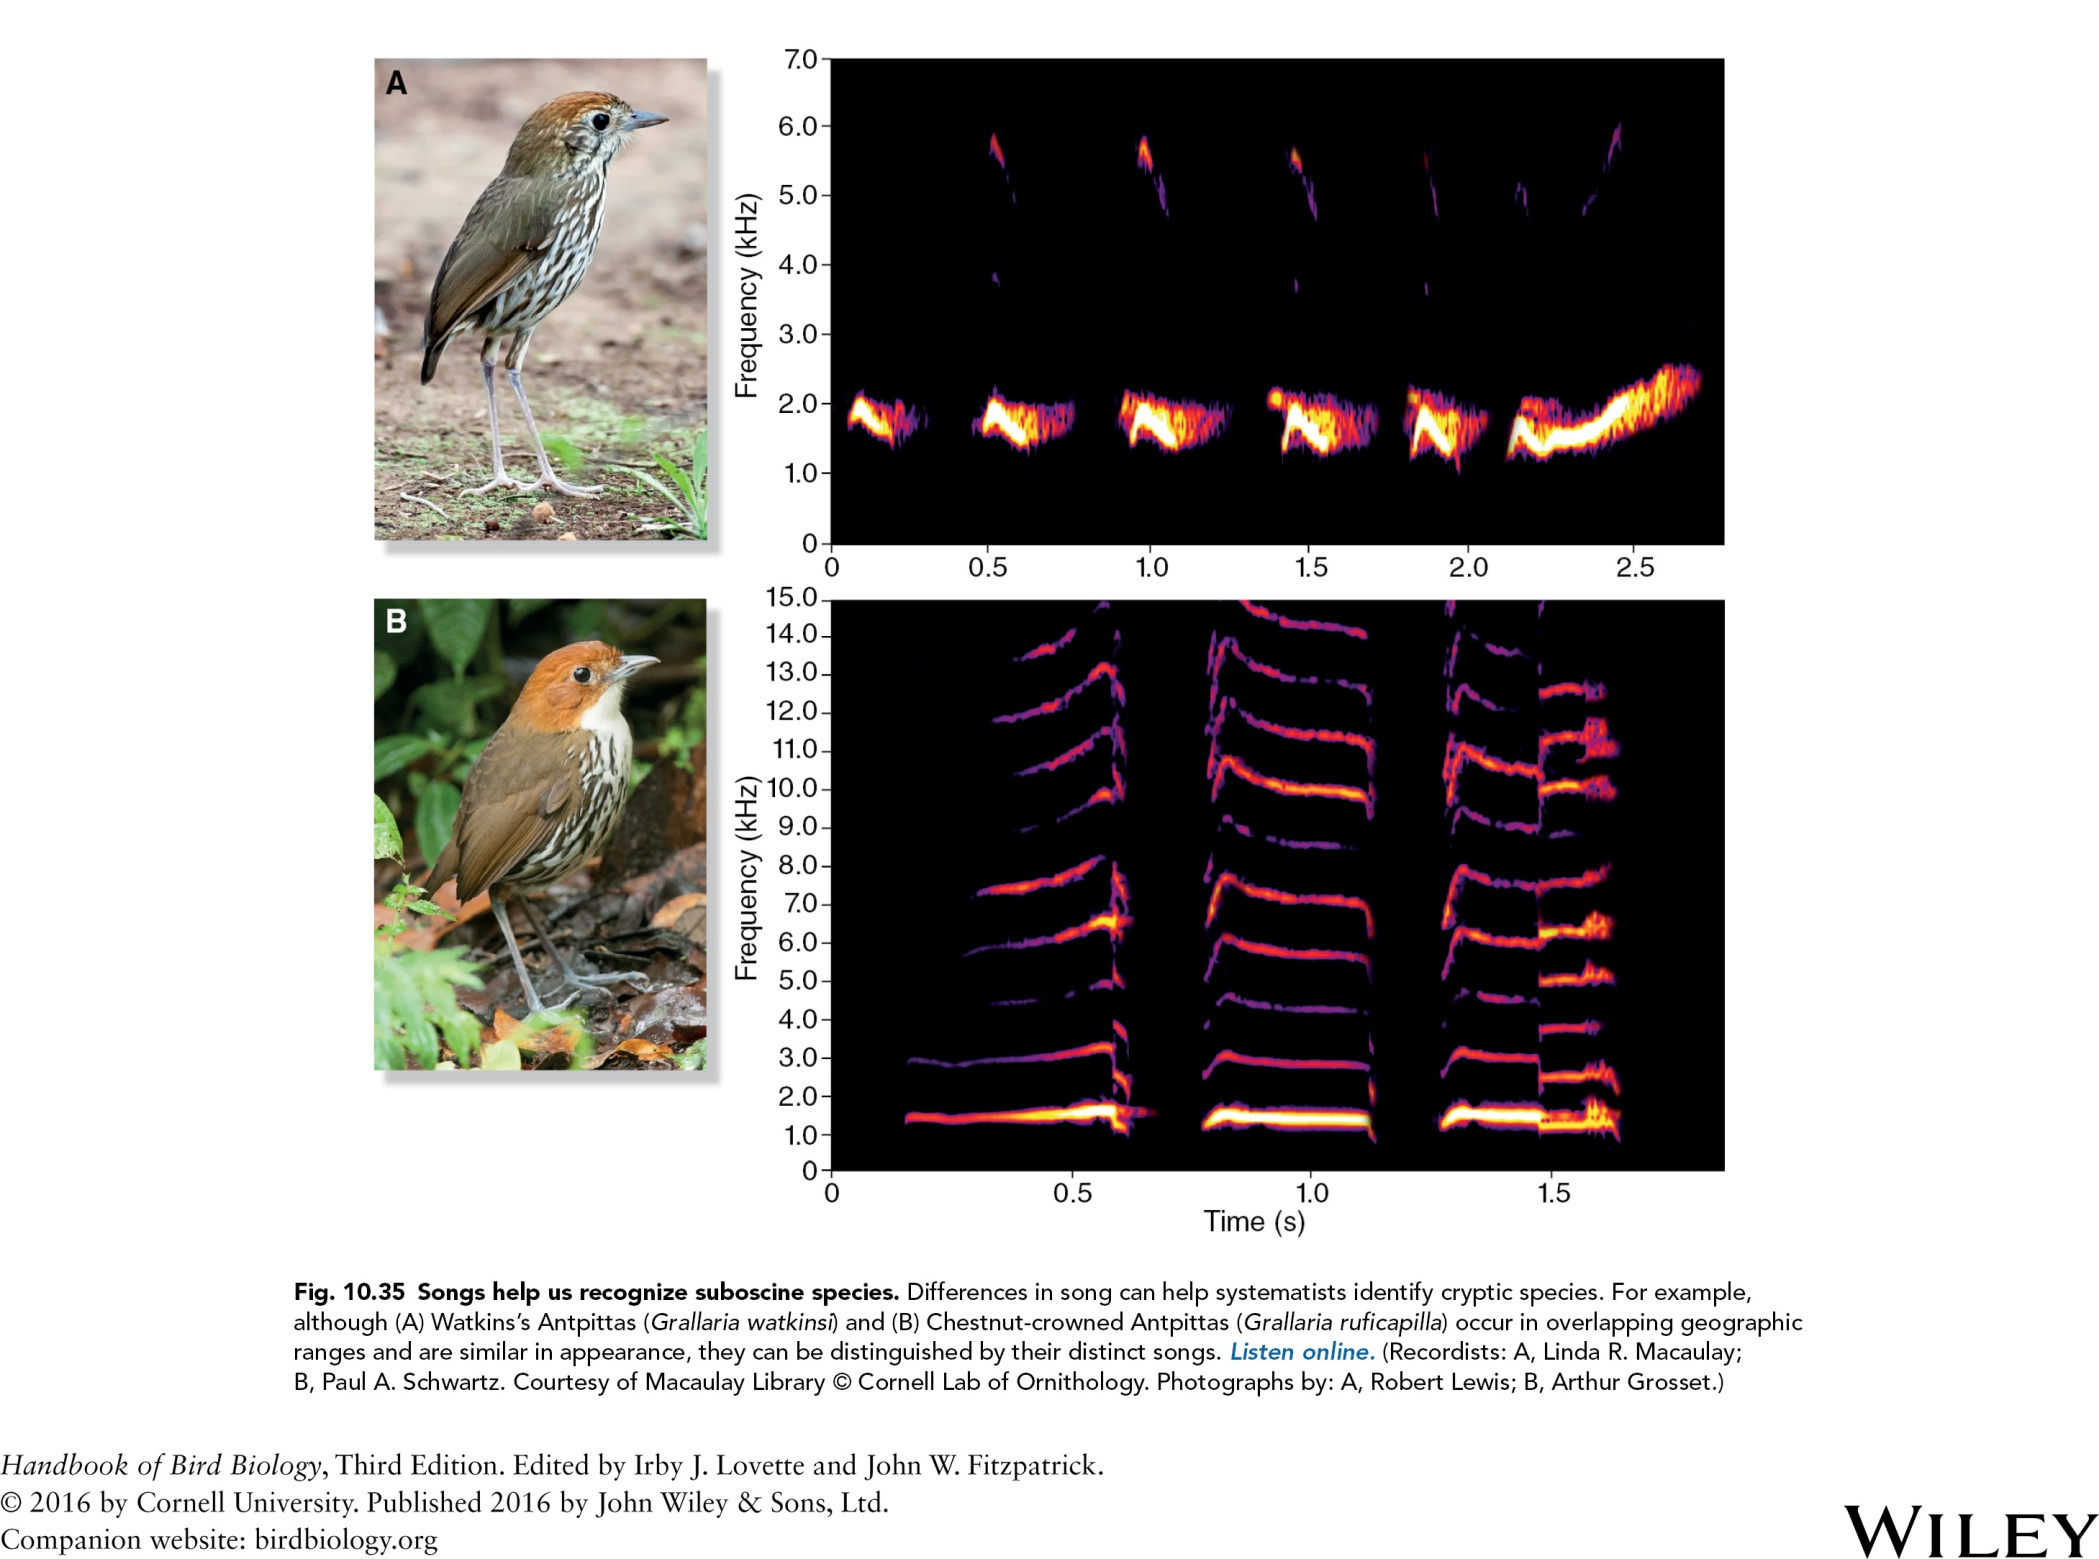 A
7.0
6.0
5.0
4.0
3.0
2.0
1.0
0
Frequency (kHz)
0 0.5 1.0 1.5 2.0 2.5
B
15.0
14.0
13.0
12.0
11.0
10.0
9.0
8.0
7.0
6.0
5.0
4.0
3.0
2.0
1.0
0
Frequency (kHz)
0 0.5 1.0 1.5
Time (s)
Fig. 10.35 Songs help us recognize suboscine species. Differences in song can help systematists identify cryptic species. For example,
although (A) Watkins’s Antpittas (Grallaria watkinsi) and (B) Chestnut-crowned Antpittas (Grallaria ruficapilla) occur in overlapping geographic
ranges and are similar in appearance, they can be distinguished by their distinct songs. Listen online. (Recordists: A, Linda R. Macaulay;
B, Paul A. Schwartz. Courtesy of Macaulay Library © Cornell Lab of Ornithology. Photographs by: A, Robert Lewis; B, Arthur Grosset.)
Handbook of Bird Biology, Third Edition. Edited by Irby J. Lovette and John W. Fitzpatrick.
© 2016 by Cornell University. Published 2016 by John Wiley & Sons, Ltd.
Companion website: birdbiology.org
WILEY